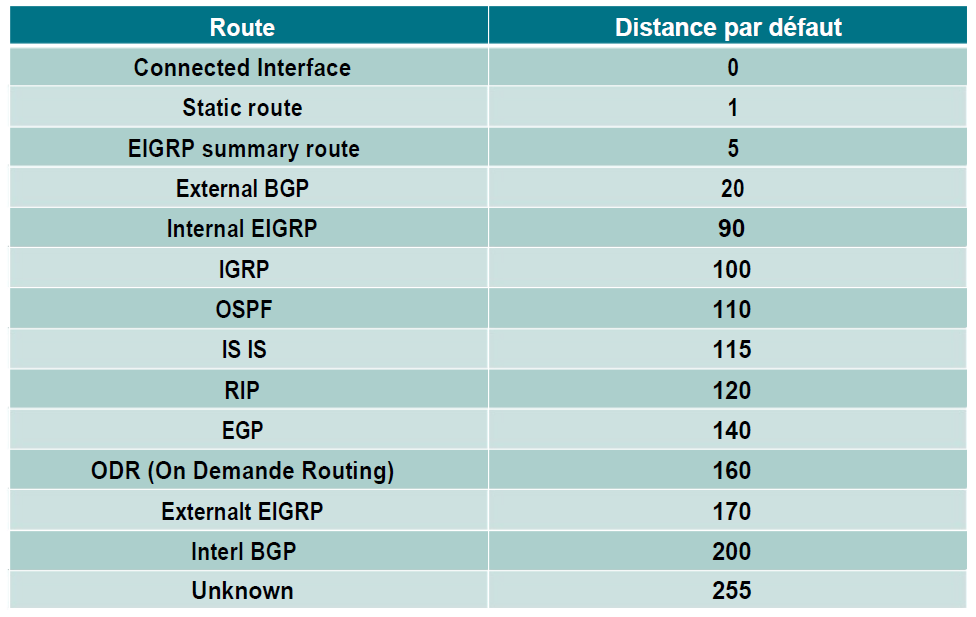 Route Distance par défaut
Connected Interface 0
Static route 1
EIGRP summary route 5
External BGP 20
Internal EIGRP 90
IGRP 100
OSPF 110
IS IS 115
RIP 120
EGP 140
ODR (On Demande Routing) 160
Externalt EIGRP 170
Interl BGP 200
Unknown 255